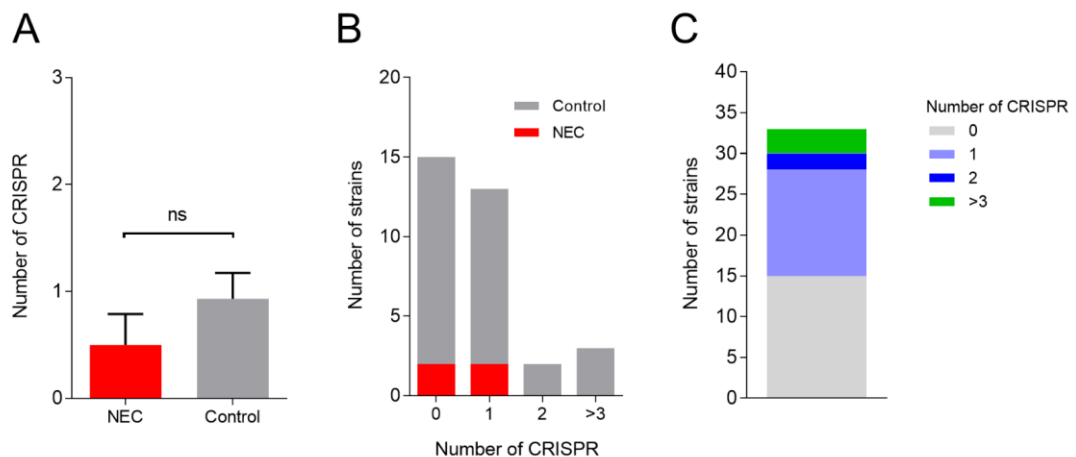 A
Number of CRISPR
3
2
1
0
ns
NEC
Control
B
Number of strains
20
15
10
5
0
Control
NEC
0
1
2
>3
Number of CRISPR
C
Number of strains
40
35
30
25
20
15
10
5
0
Number of CRISPR
0
1
2
>3